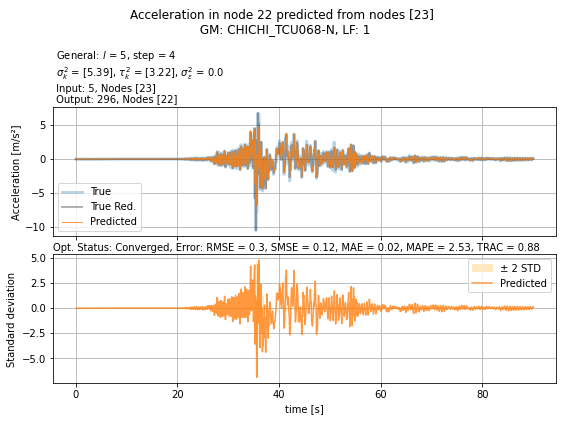 Acceleration in node 22 predicted from nodes [23]
GM: CHICHI_TCU068-N, LF: 1
General: l = 5, step = 4
σ_k^2 = [5.39], τ_k^2 = [3.22], σ_ε^2 = 0.0
Input: 5, Nodes [23]
Output: 296, Nodes [22]
Acceleration [m/s²]
5
0
−5
−10
True
True Red.
Predicted
Opt. Status: Converged, Error: RMSE = 0.3, SMSE = 0.12, MAE = 0.02, MAPE = 2.53, TRAC = 0.88
Standard deviation
5.0
2.5
0.0
−2.5
−5.0
± 2 STD
Predicted
0 20 40 60 80
time [s]